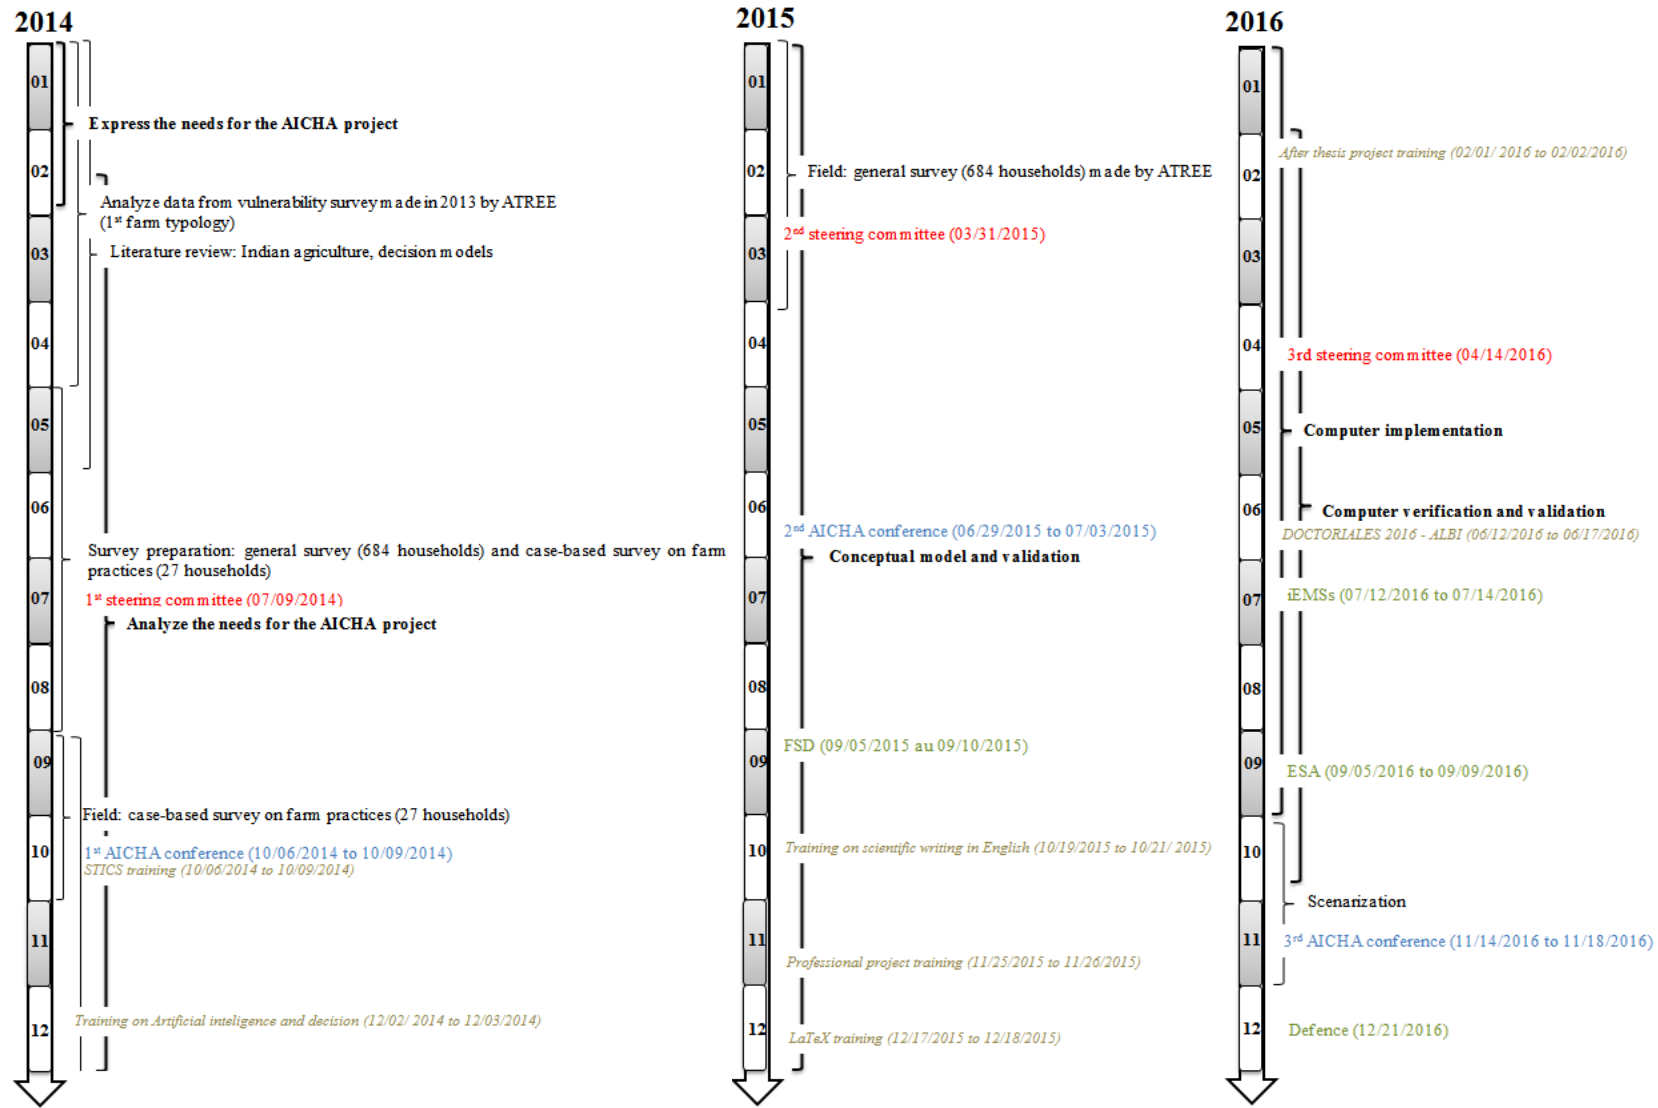 2014
01
02
03
04
05
06
07
08
09
10
11
12
Express the needs for the AICHA project
Analyze data from vulnerability survey made in 2013 by ATREE
(1st farm typology)
Literature review: Indian agriculture, decision models
Survey preparation: general survey (684 households) and case-based survey on farm
practices (27 households)
1st steering committee (07/09/2014)
Analyze the needs for the AICHA project
Field: case-based survey on farm practices (27 households)
1st AICHA conference (10/06/2014 to 10/09/2014)
STICS training (10/06/2014 to 10/09/2014)
Training on Artificial inteligence and decision (12/02/ 2014 to 12/03/2014)
2015
01
02
03
04
05
06
07
08
09
10
11
12
Field: general survey (684 households) made by ATREE
2nd steering committee (03/31/2015)
2nd AICHA conference (06/29/2015 to 07/03/2015)
Conceptual model and validation
FSD (09/05/2015 au 09/10/2015)
Training on scientific writing in English (10/19/2015 to 10/21/ 2015)
Professional project training (11/25/2015 to 11/26/2015)
LaTeX training (12/17/2015 to 12/18/2015)
2016
01
02
03
04
05
06
07
08
09
10
11
12
After thesis project training (02/01/ 2016 to 02/02/2016)
3rd steering committee (04/14/2016)
Computer implementation
Computer verification and validation
DOCTORIALES 2016 - ALBI (06/12/2016 to 06/17/2016)
iEMSs (07/12/2016 to 07/14/2016)
ESA (09/05/2016 to 09/09/2016)
Scenarization
3rd AICHA conference (11/14/2016 to 11/18/2016)
Defence (12/21/2016)